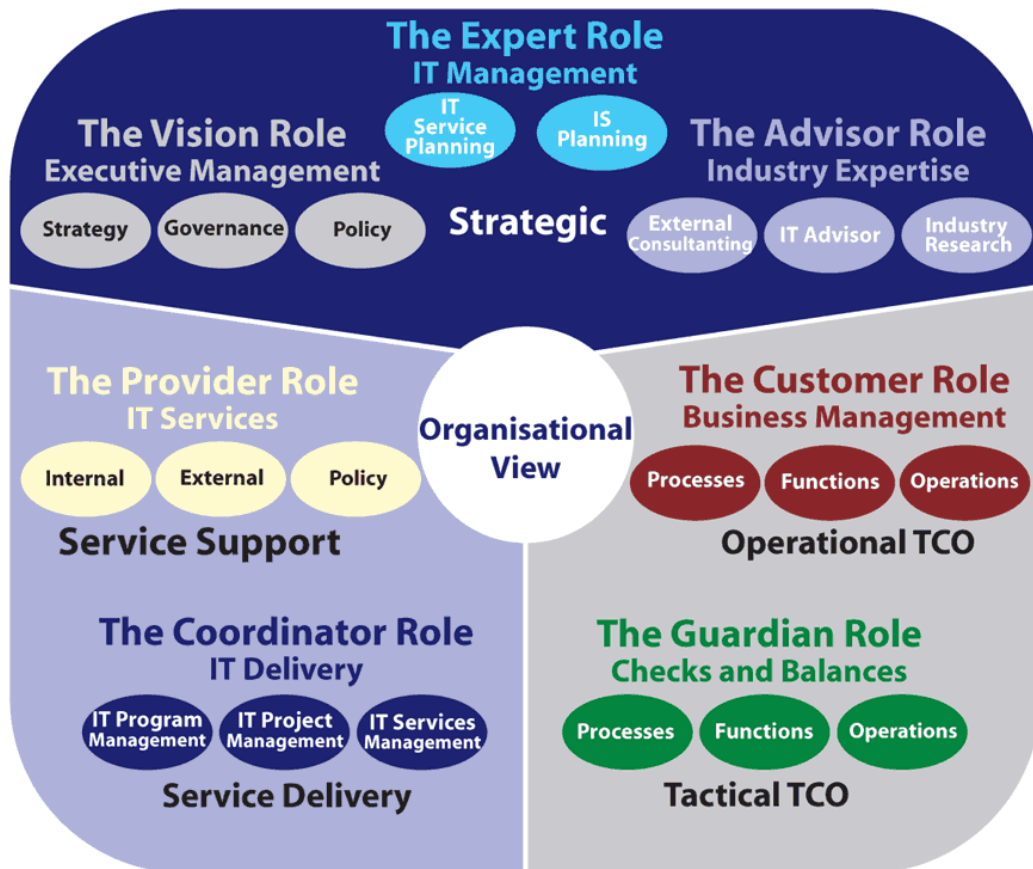 The Expert Role
IT Management
IT
Service
Planning
IS
Planning
The Vision Role
Executive Management
Strategy
Governance
Policy
Strategic
The Advisor Role
Industry Expertise
External
Consultanting
IT Advisor
Industry
Research
The Provider Role
IT Services
Internal
External
Policy
Service Support
Organisational
View
The Customer Role
Business Management
Processes
Functions
Operations
Operational TCO
The Coordinator Role
IT Delivery
IT Program
Management
IT Project
Management
IT Services
Management
Service Delivery
The Guardian Role
Checks and Balances
Processes
Functions
Operations
Tactical TCO